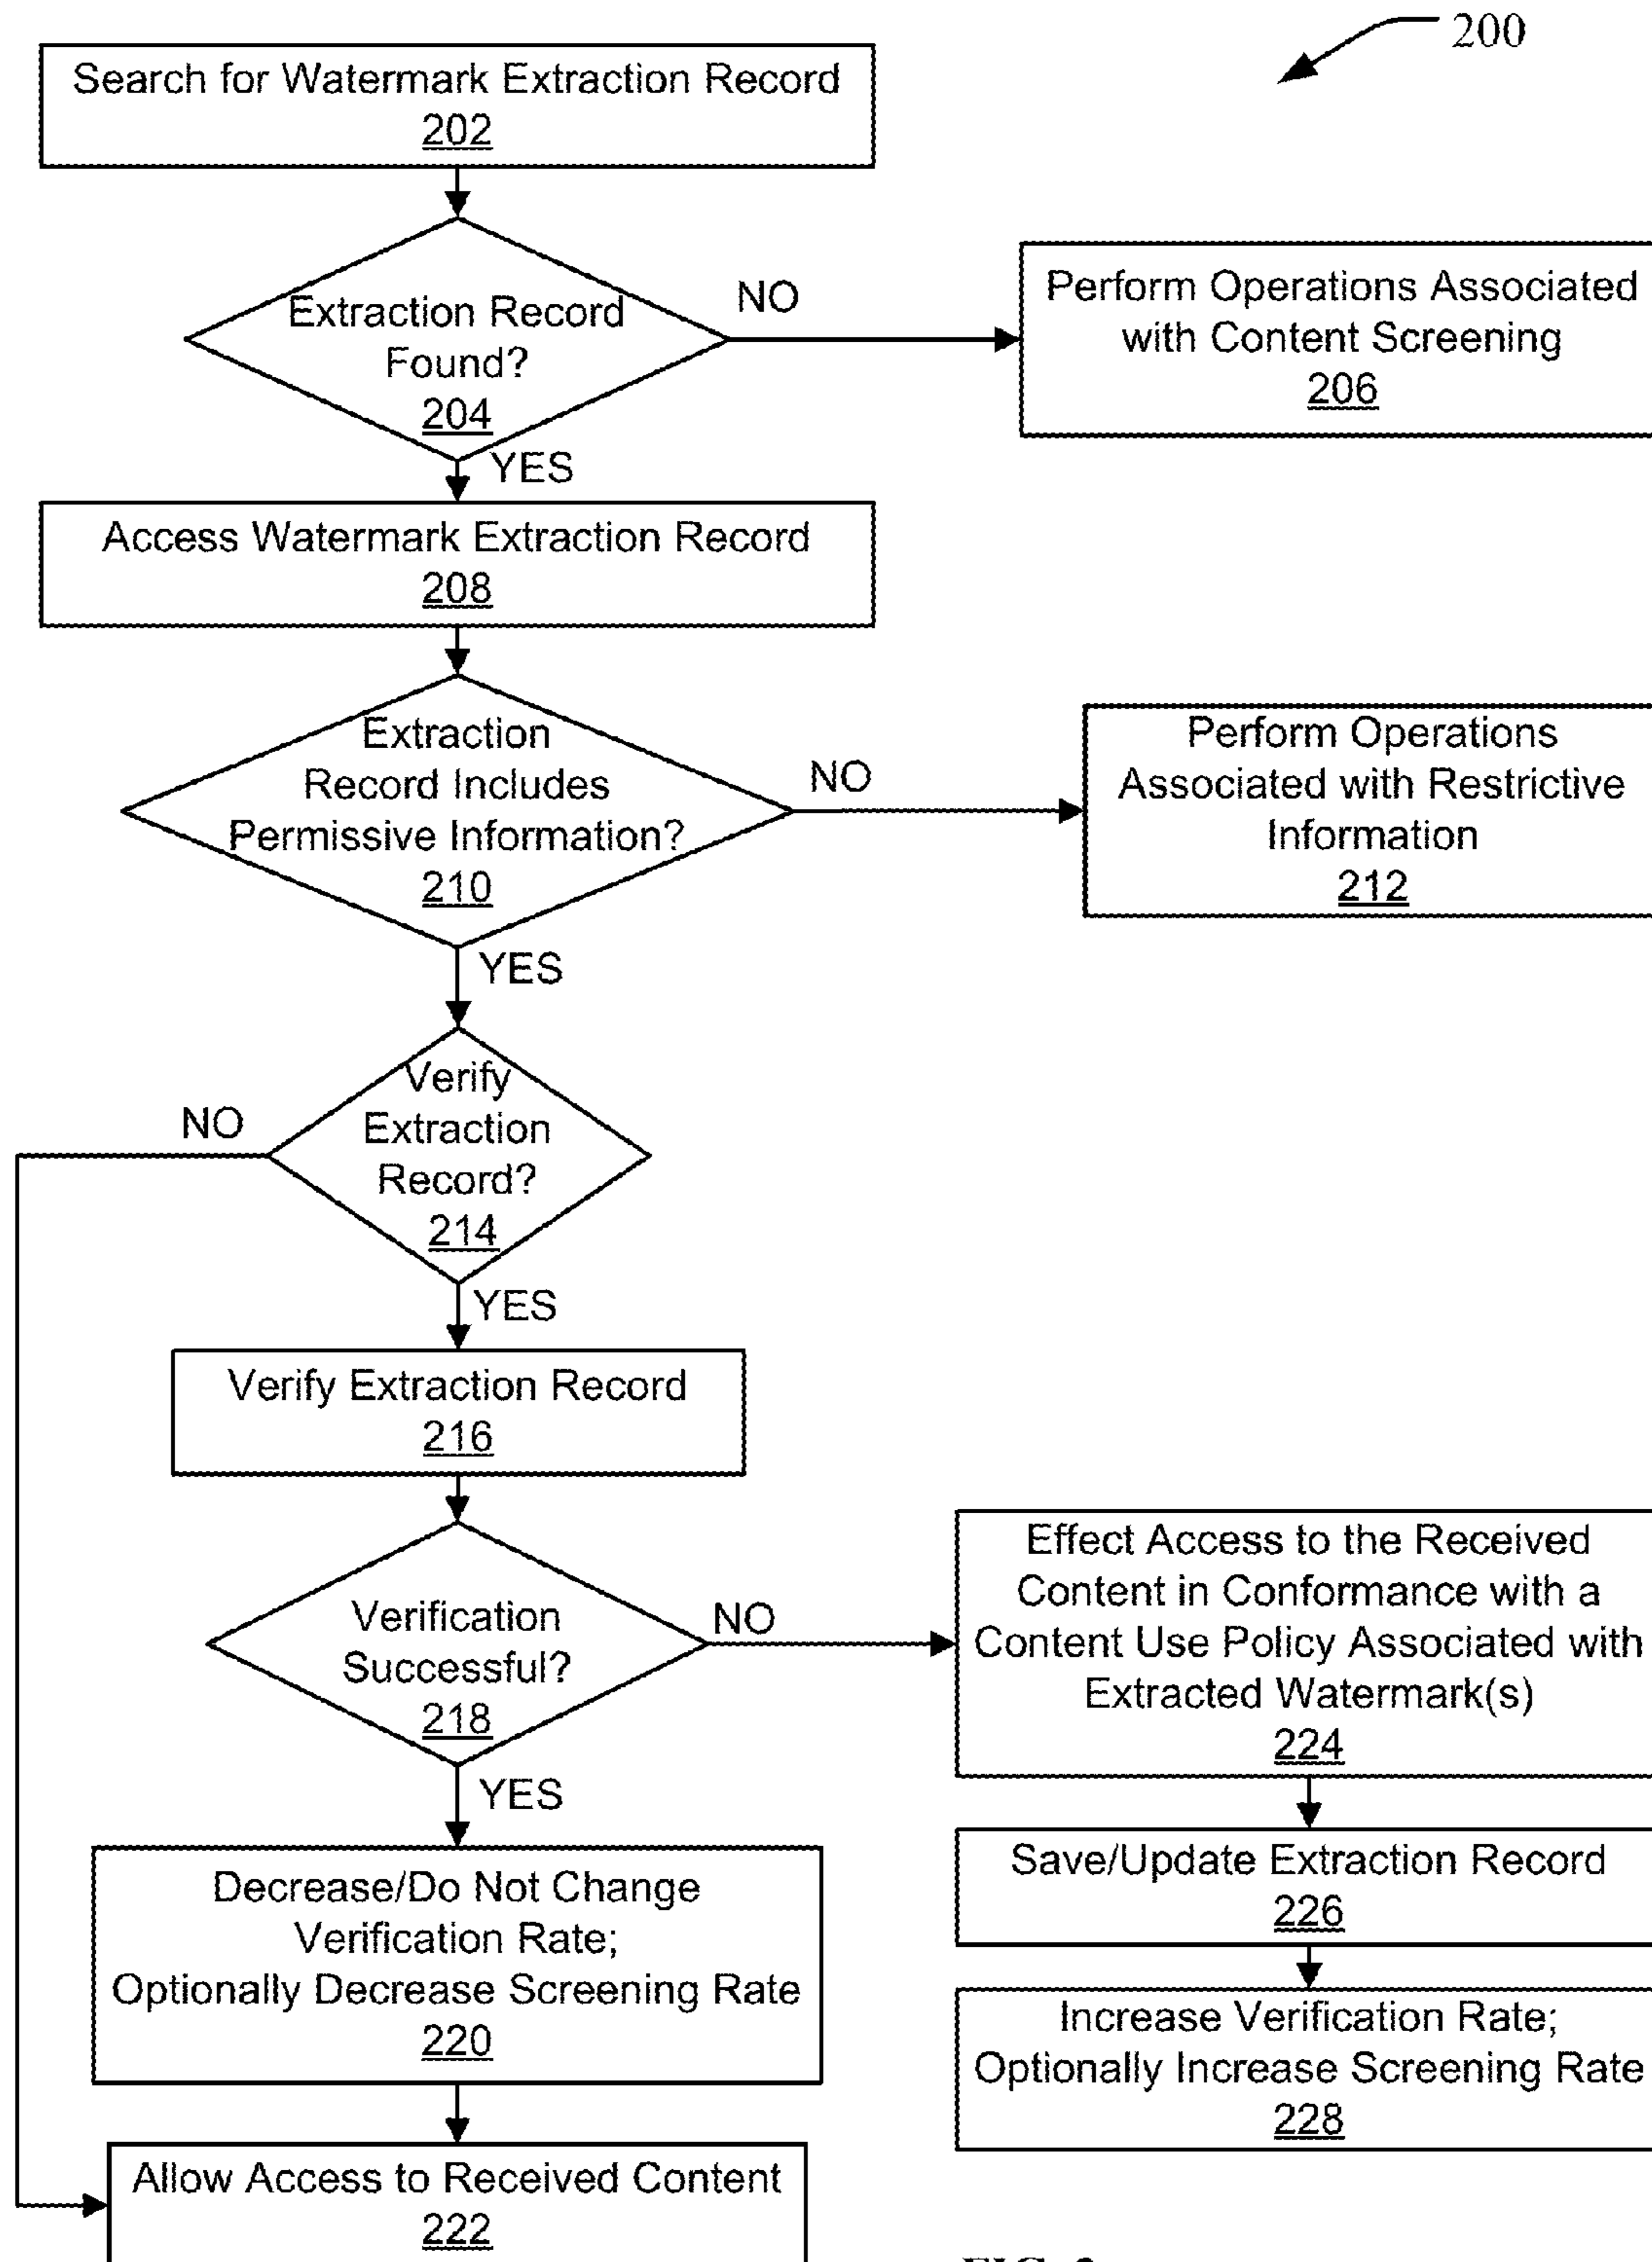 200
Search for Watermark Extraction Record
202
Extraction Record
Found?
204
NO
Perform Operations Associated
with Content Screening
206
YES
Access Watermark Extraction Record
208
Extraction
Record Includes
Permissive Information?
210
NO
Perform Operations
Associated with Restrictive
Information
212
YES
Verify
Extraction
Record?
214
NO
YES
Verify Extraction Record
216
Verification
Successful?
218
NO
Effect Access to the Received
Content in Conformance with a
Content Use Policy Associated with
Extracted Watermark(s)
224
YES
Decrease/Do Not Change
Verification Rate;
Optionally Decrease Screening Rate
220
Save/Update Extraction Record
226
Increase Verification Rate;
Optionally Increase Screening Rate
228
Allow Access to Received Content
222